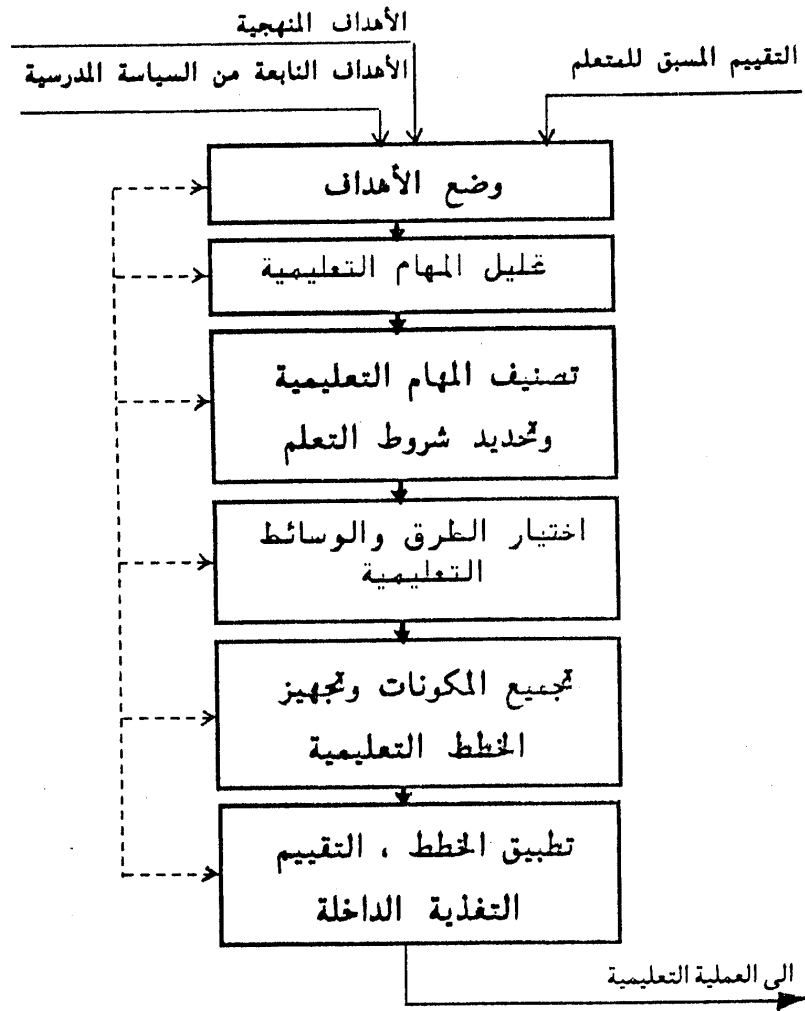 الأهداف المنهجية
التقييم المسبق للمتعلم
الأهداف النابعة من السياسة المدرسية
وضع الأهداف
تحليل المهام التعليمية
تصنيف المهام التعليمية
وتحديد شروط التعلم
اختيار الطرق والوسائط
التعليمية
تجميع المكونات وتجهيز
الخطط التعليمية
تطبيق الخطط ، التقييم
التغذية الداخلة
الى العملية التعليمية